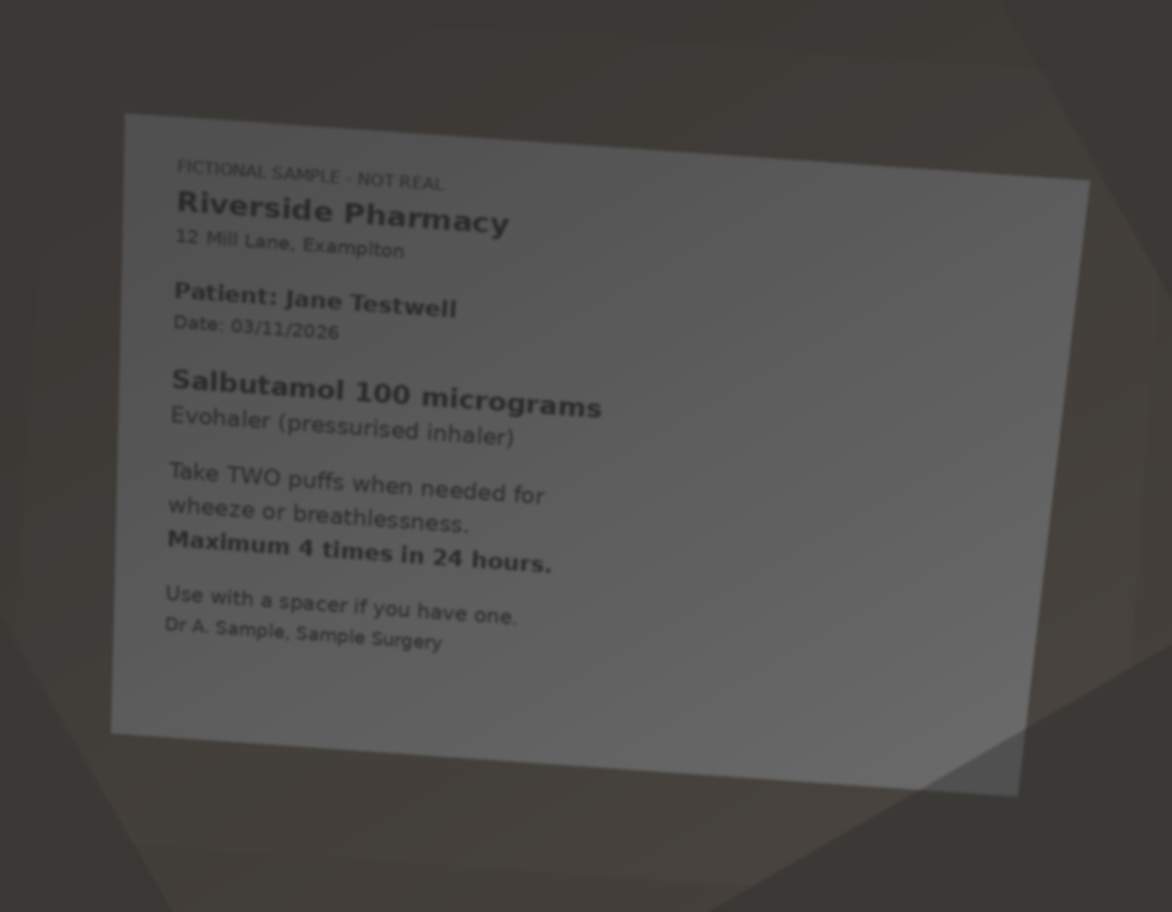 FICTIONAL SAMPLE - NOT REAL
Riverside Pharmacy
12 Mill Lane, Examplton
Patient: Jane Testwell
Date: 03/11/2026
Salbutamol 100 micrograms
Evohaler (pressurised inhaler)
Take TWO puffs when needed for
wheeze or breathlessness.
Maximum 4 times in 24 hours.
Use with a spacer if you have one.
Dr A. Sample, Sample Surgery